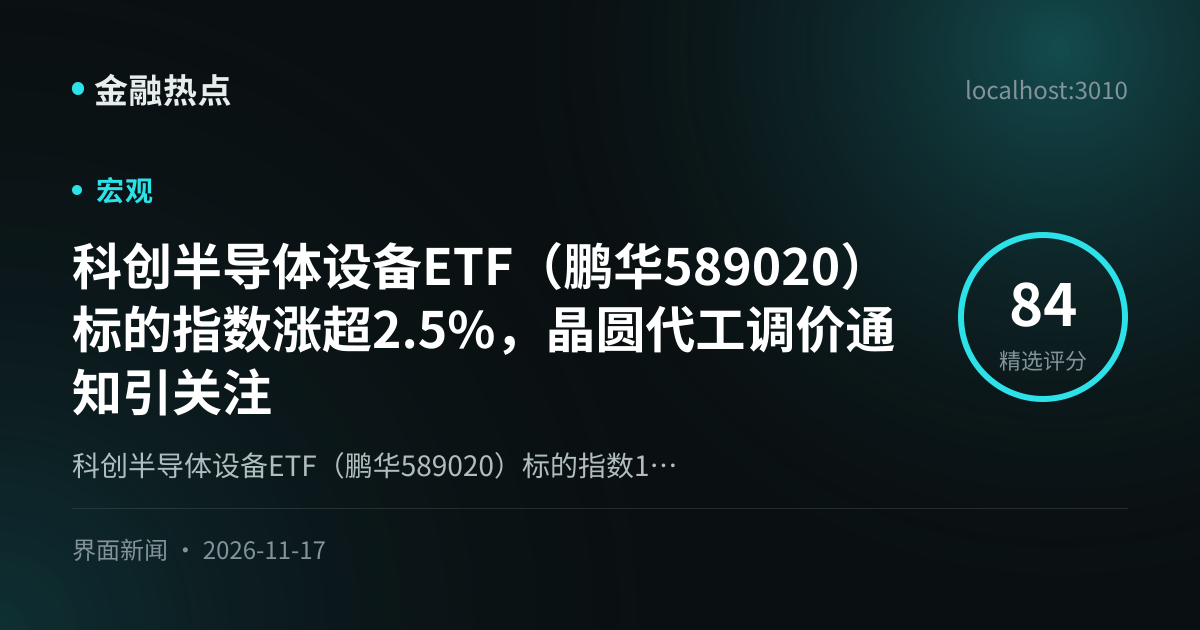 金融热点
localhost:3010
宏观
科创半导体设备ETF（鹏华589020）
标的指数涨超2.5%，晶圆代工调价通
知引关注
84
精选评分
科创半导体设备ETF（鹏华589020）标的指数1…
界面新闻 • 2026-11-17